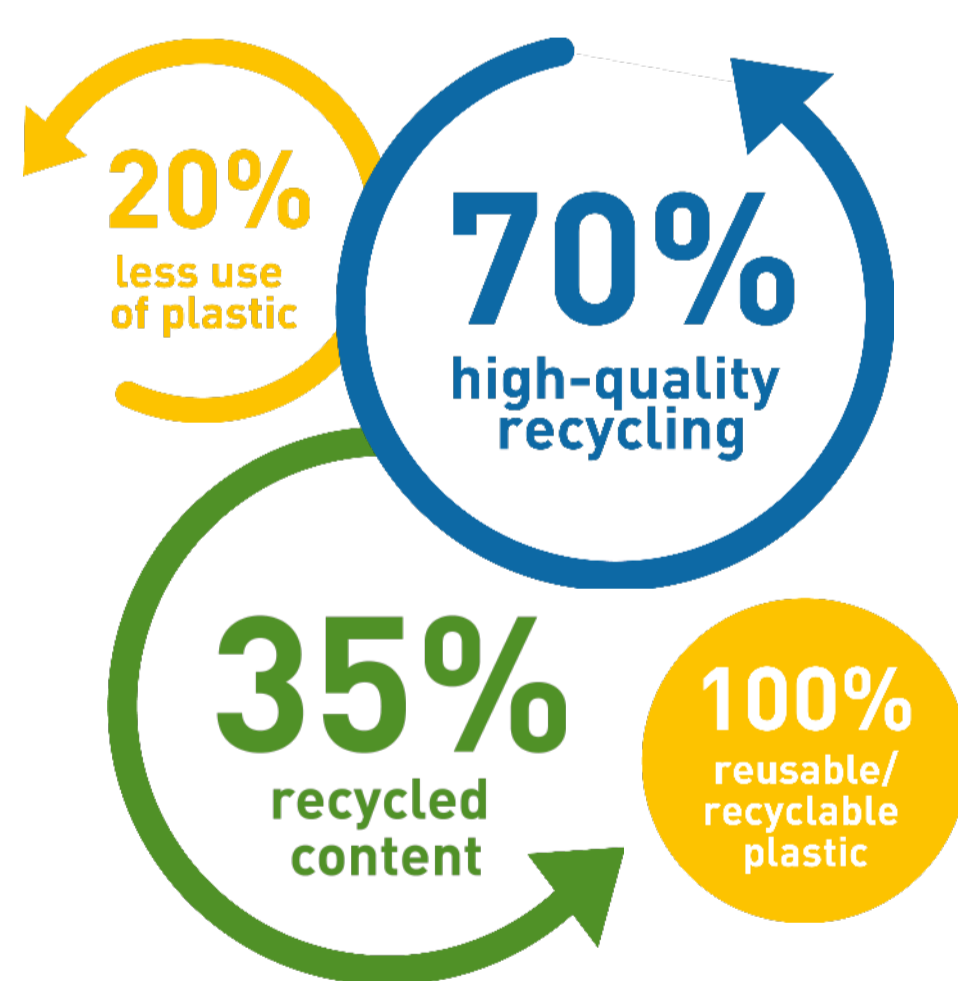 20%
less use
of plastic
70%
high-quality
recycling
35%
recycled
content
100%
reusable/
recyclable
plastic